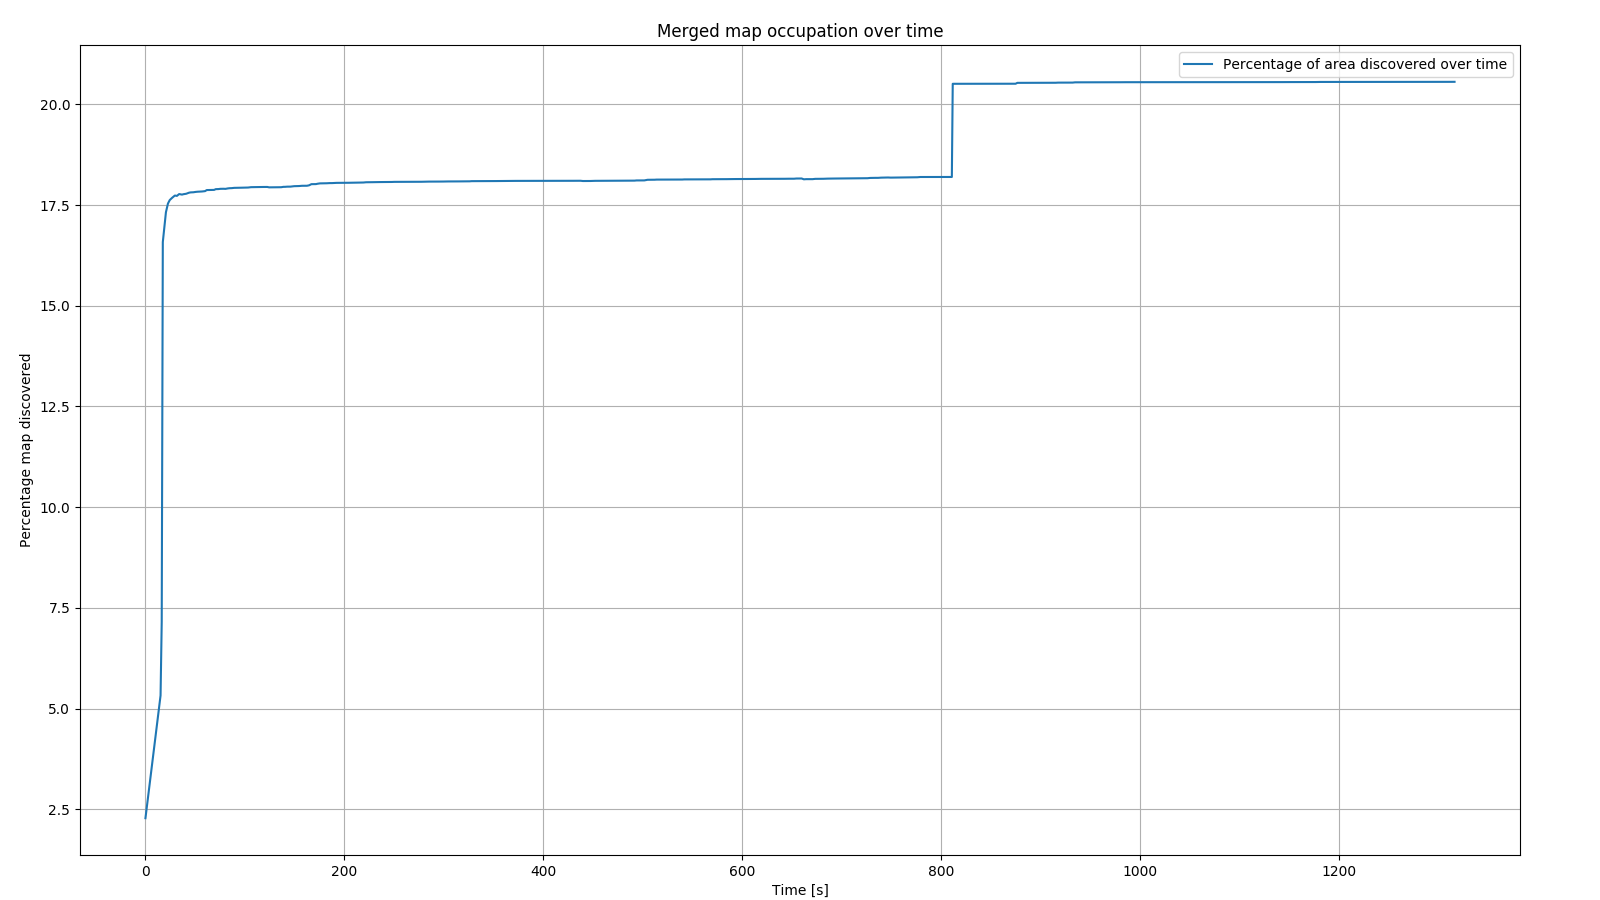 Merged map occupation over time
Percentage of area discovered over time
20.0
17.5
15.0
12.5
10.0
7.5
5.0
2.5
Percentage map discovered
0 200 400 600 800 1000 1200
Time [s]